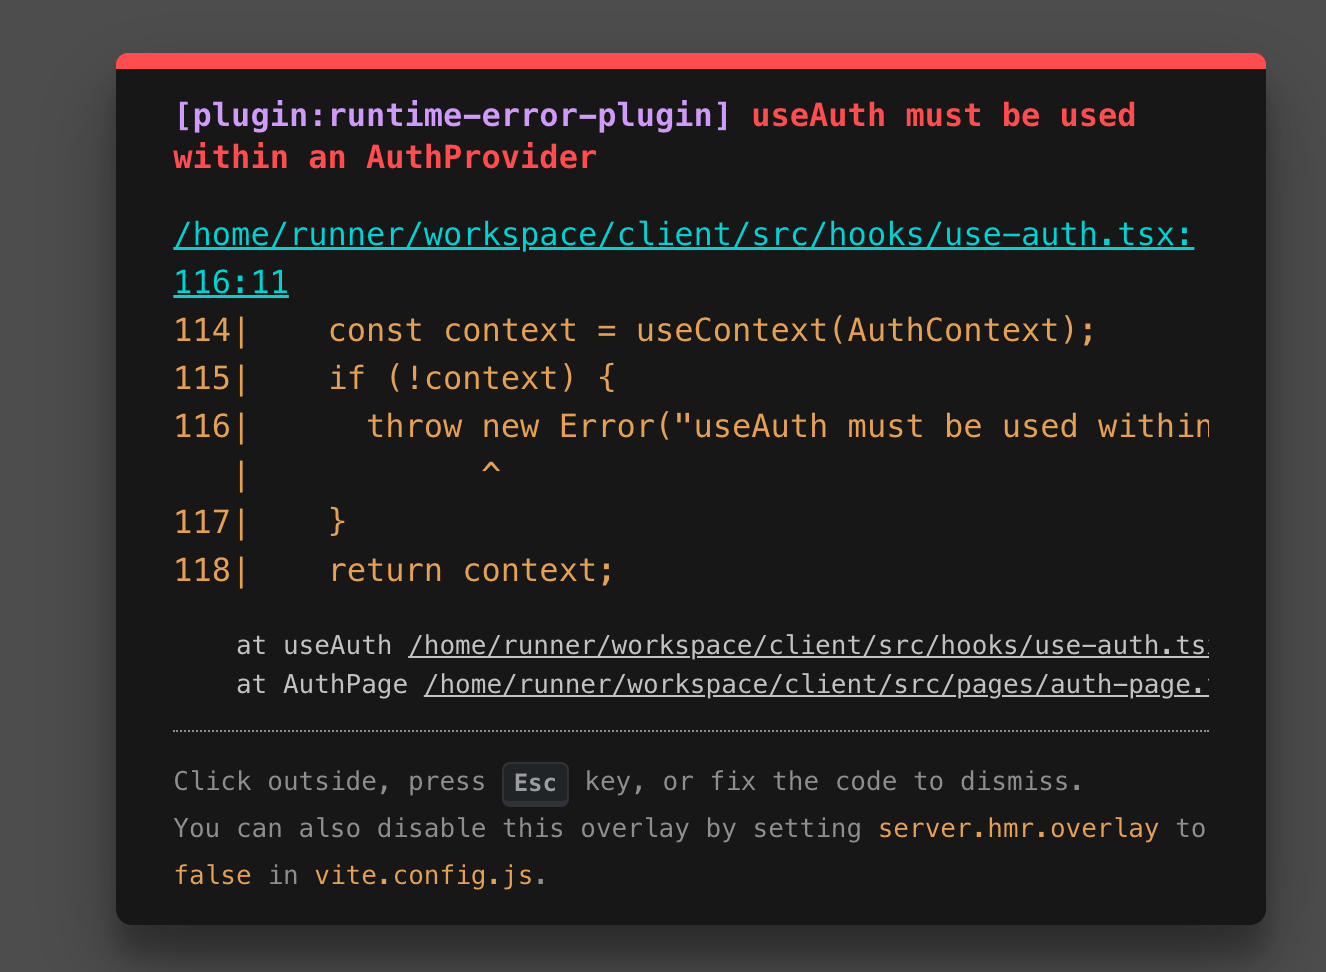 [plugin:runtime-error-plugin] useAuth must be used
within an AuthProvider
/home/runner/workspace/client/src/hooks/use-auth.tsx:
116:11
114|    const context = useContext(AuthContext);
115|    if (!context) {
116|      throw new Error("useAuth must be used within
   |            ^
117|    }
118|    return context;
at useAuth /home/runner/workspace/client/src/hooks/use-auth.ts
at AuthPage /home/runner/workspace/client/src/pages/auth-page.
Click outside, press Esc key, or fix the code to dismiss.
You can also disable this overlay by setting server.hmr.overlay to
false in vite.config.js.